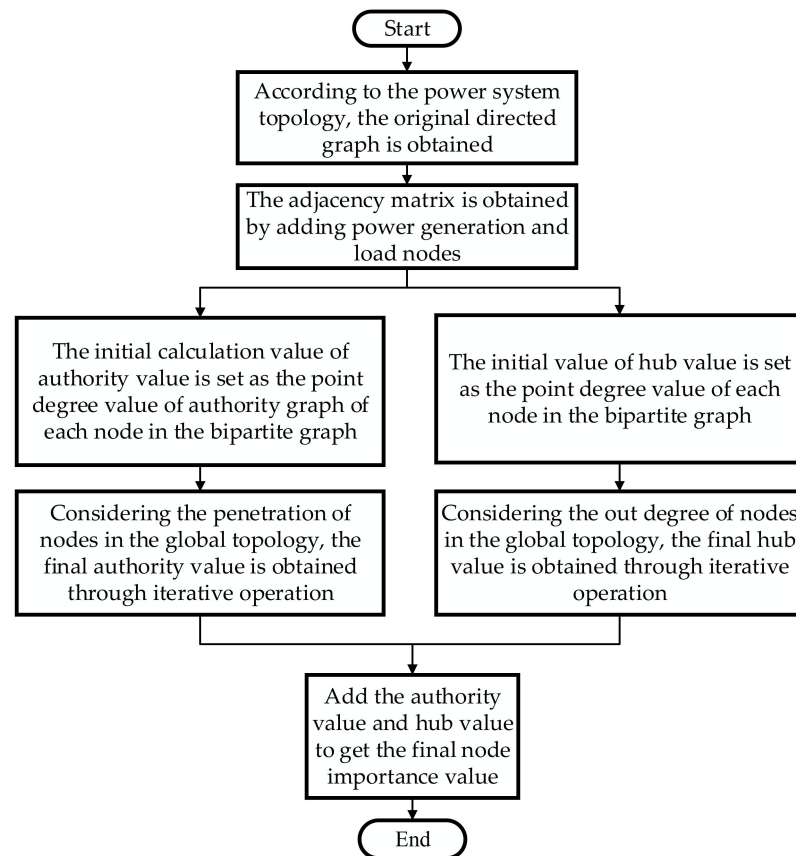 Start
According to the power system
topology, the original directed
graph is obtained
The adjacency matrix is obtained
by adding power generation and
load nodes
The initial calculation value of
authority value is set as the point
degree value of authority graph of
each node in the bipartite graph
The initial value of hub value is set
as the point degree value of each
node in the bipartite graph
Considering the penetration of
nodes in the global topology, the
final authority value is obtained
through iterative operation
Considering the out degree of nodes
in the global topology, the final hub
value is obtained through iterative
operation
Add the authority
value and hub value
to get the final node
importance value
End